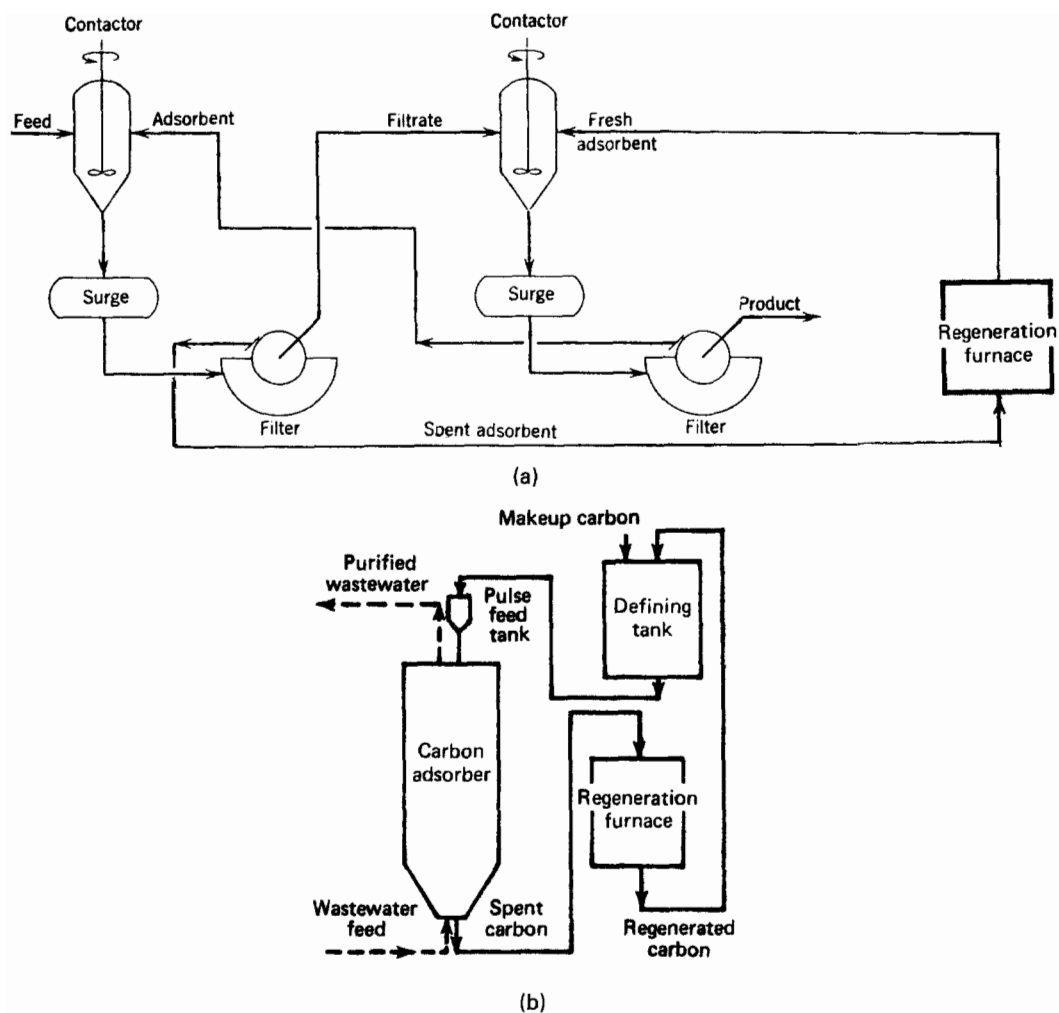 Contactor
Contactor
Feed
Adsorbent
Filtrate
Fresh
adsorbent
Surge
Surge
Product
Regeneration
furnace
Filter
Spent adsorbent
Filter
(a)
Makeup carbon
Purified
wastewater
Pulse
feed
tank
Defining
tank
Carbon
adsorber
Regeneration
furnace
Wastewater
feed
Spent
carbon
Regenerated
carbon
(b)